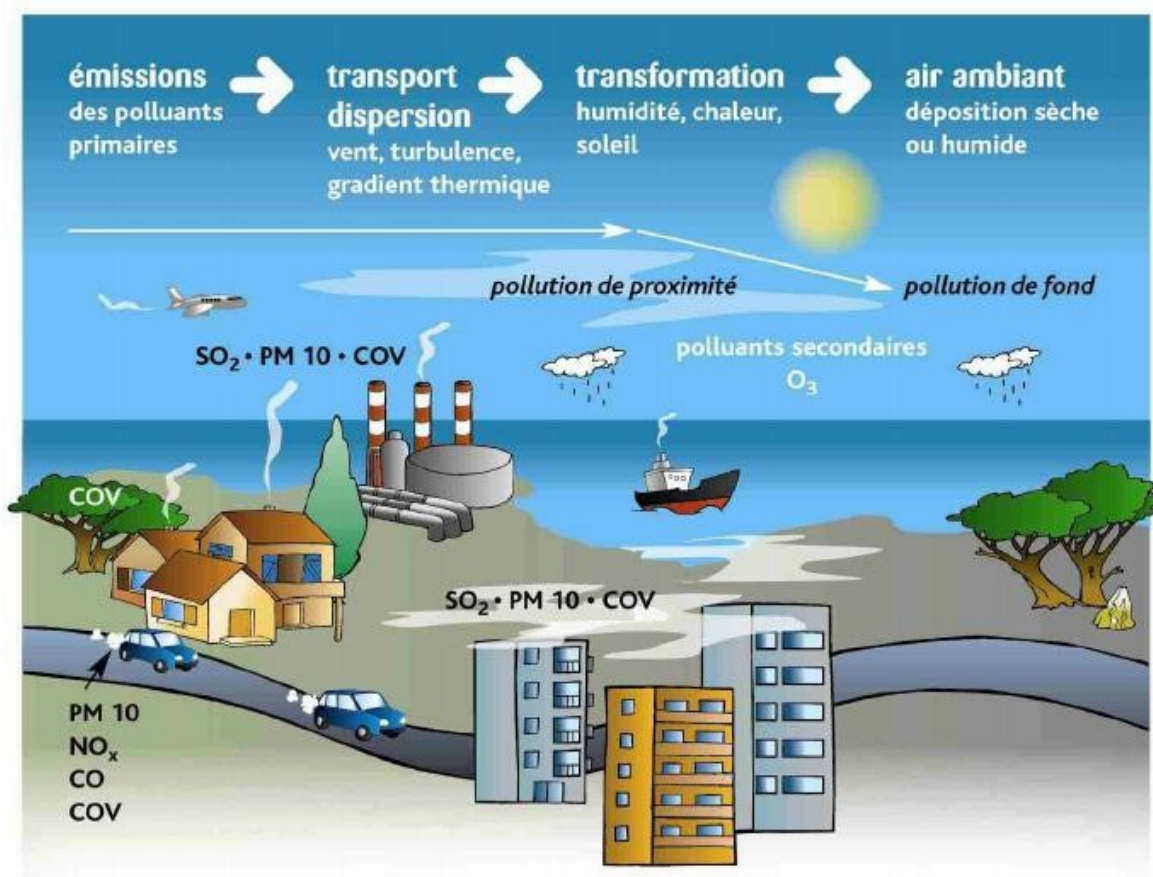 émissions
des polluants
primaires
transport
dispersion
vent, turbulence,
gradient thermique
transformation
humidité, chaleur,
soleil
air ambiant
déposition sèche
ou humide
pollution de proximité
pollution de fond
SO₂ • PM 10 • COV
polluants secondaires
O₃
COV
SO₂ • PM 10 • COV
PM 10
NOₓ
CO
COV